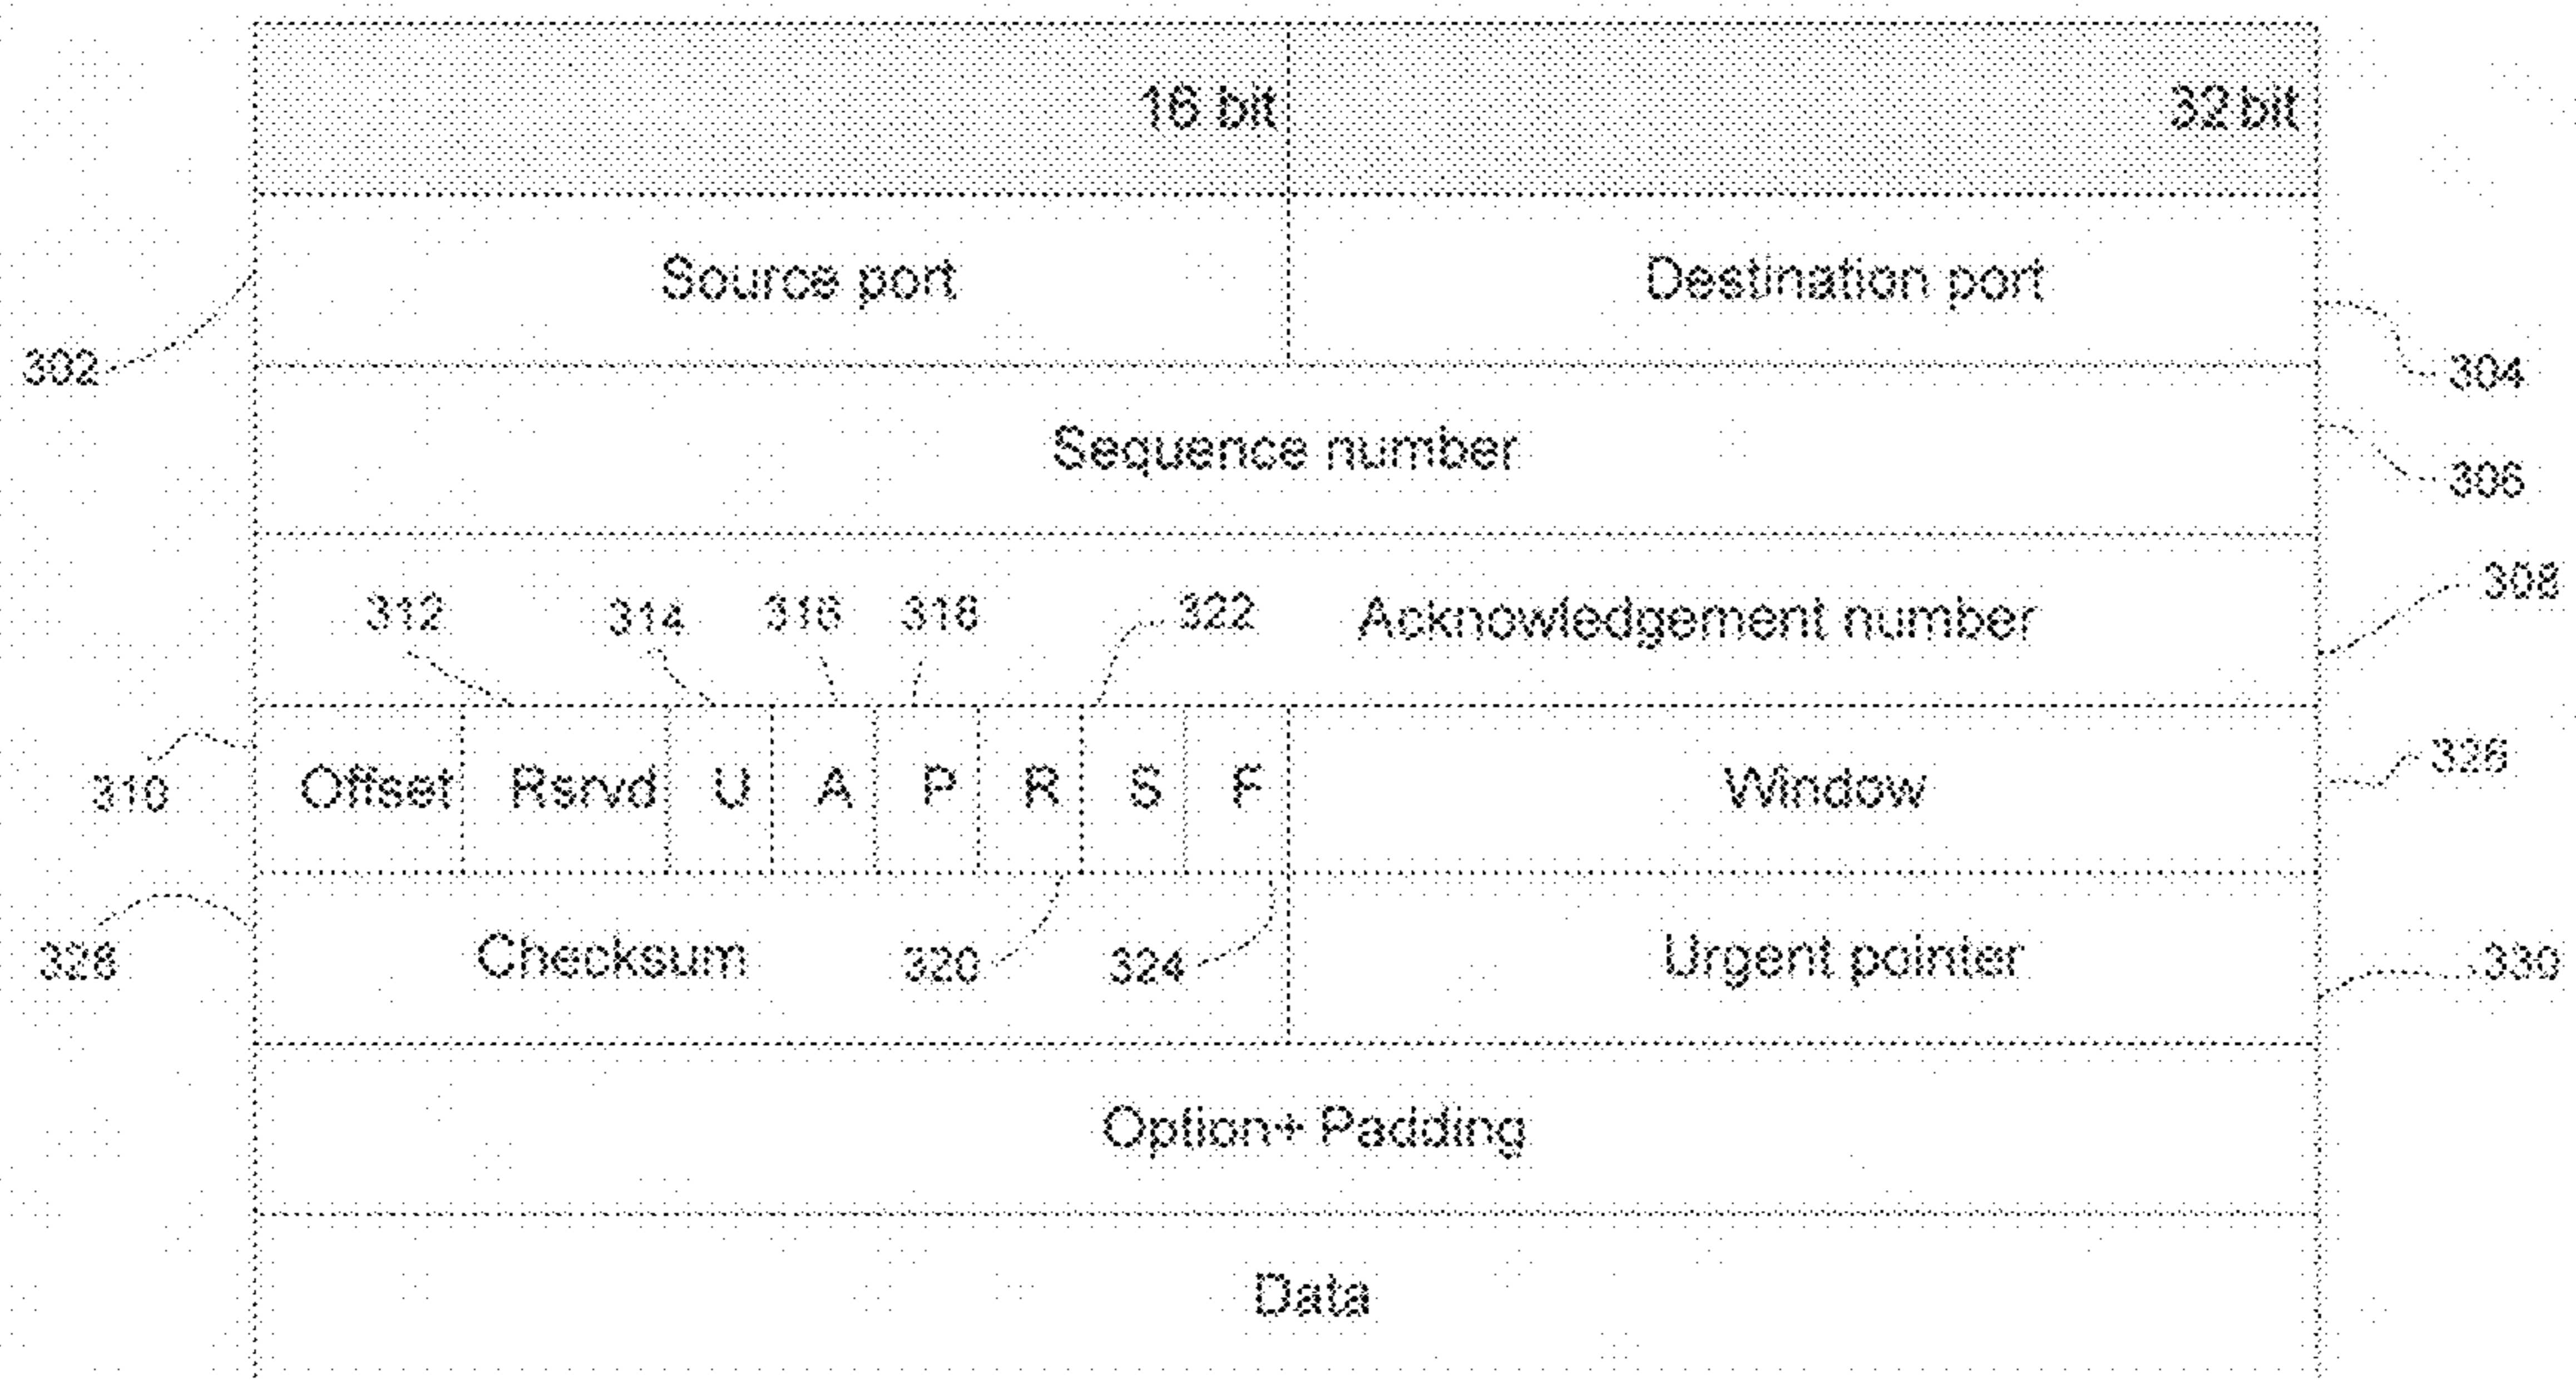 16 bit 32 bit
Source port Destination port
302 304
Sequence number
306
308
312 314 316 318 322 Acknowledgement number
326
310 Offset Rsrvd U A P R S F Window
328 Checksum 320 324 Urgent pointer 330
Option+ Padding
Data